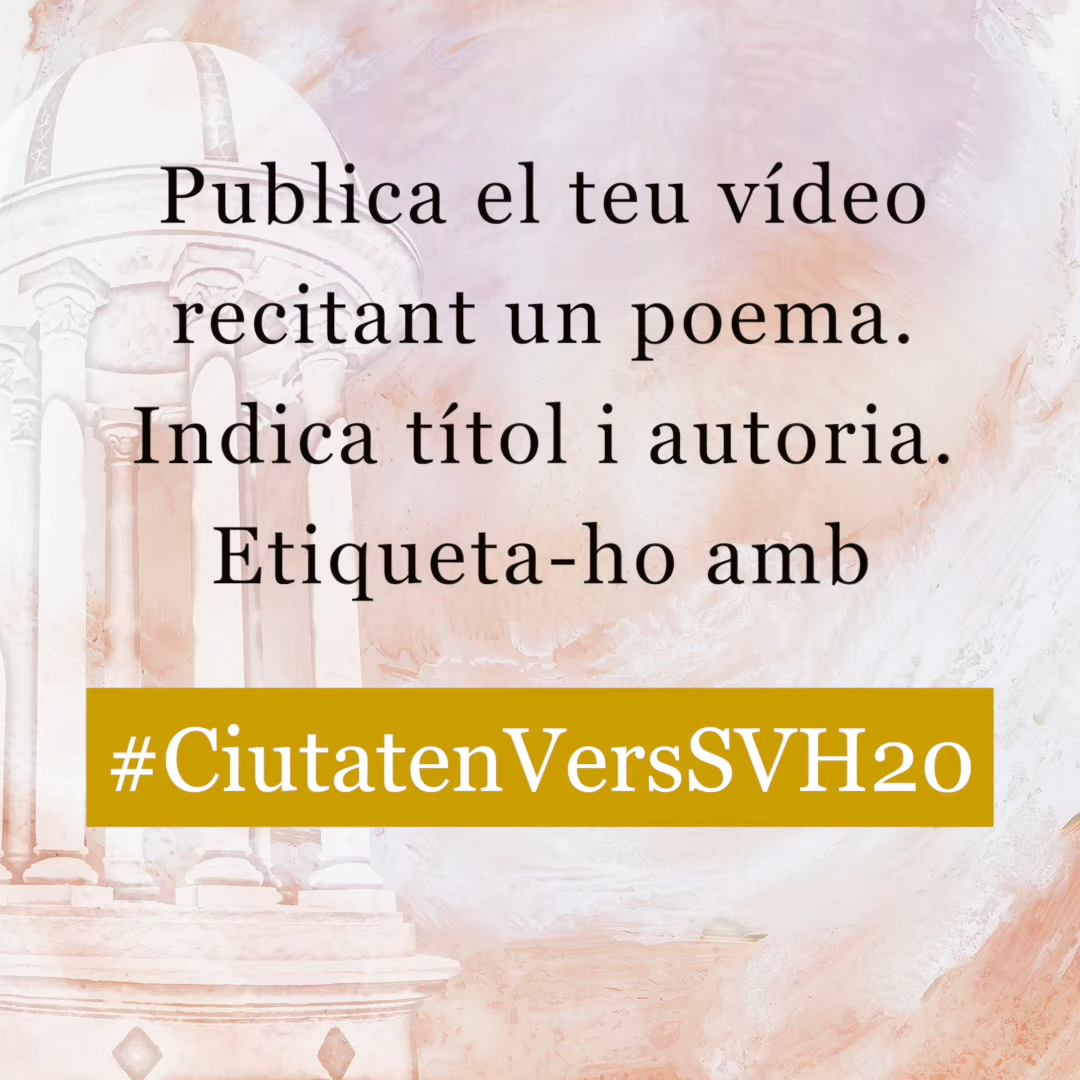 Publica el teu vídeo
recitant un poema.
Indica títol i autoria.
Etiqueta-ho amb
#CiutatenVersSVH20